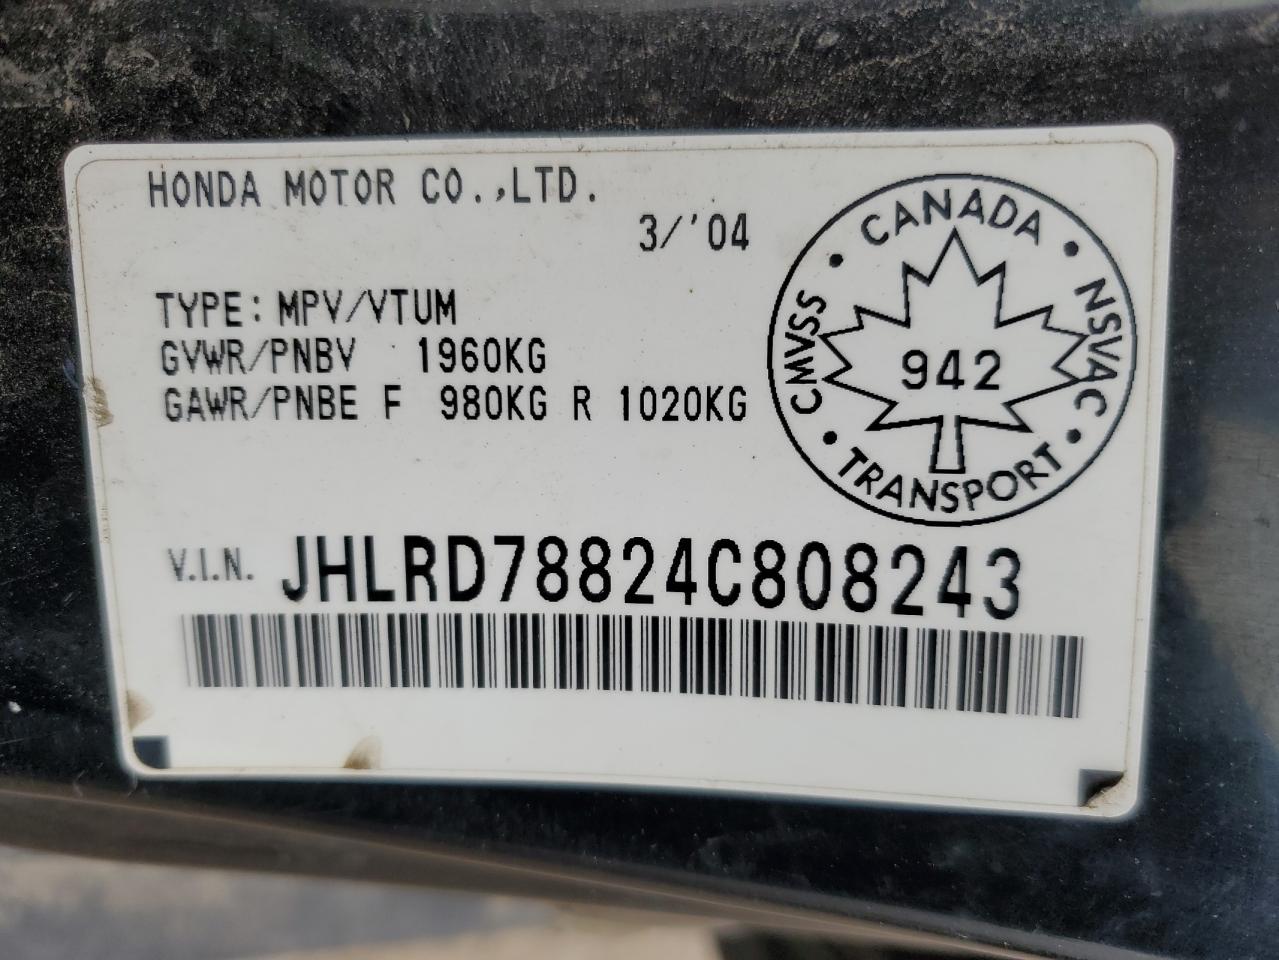 HONDA MOTOR CO.,LTD.
3/'04
TYPE: MPV/VTUM
GVWR/PNBV 1960KG
GAWR/PNBE F 980KG R 1020KG
CANADA • NSVAC • TRANSPORT • CMVSS •
942
V.I.N. JHLRD78824C808243